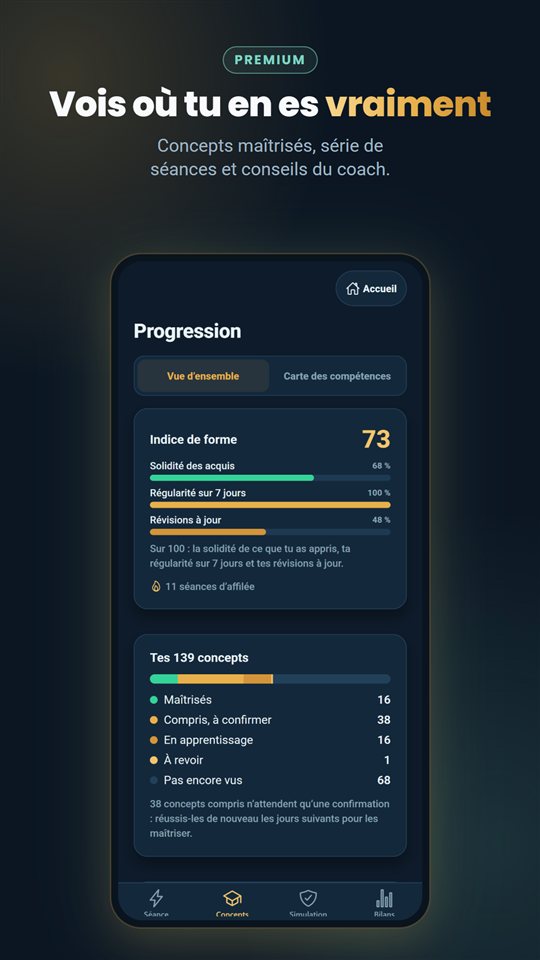 PREMIUM
Vois où tu en es vraiment
Concepts maîtrisés, série de
séances et conseils du coach.
Accueil
Progression
Vue d'ensemble
Carte des compétences
Indice de forme
73
Solidité des acquis
68 %
Régularité sur 7 jours
100 %
Révisions à jour
48 %
Sur 100 : la solidité de ce que tu as appris, ta
régularité sur 7 jours et tes révisions à jour.
11 séances d'affilée
Tes 139 concepts
Maîtrisés
16
Compris, à confirmer
38
En apprentissage
16
À revoir
1
Pas encore vus
68
38 concepts compris n'attendent qu'une confirmation
: réussis-les de nouveau les jours suivants pour les
maîtriser.
Séance
Concepts
Simulation
Bilans